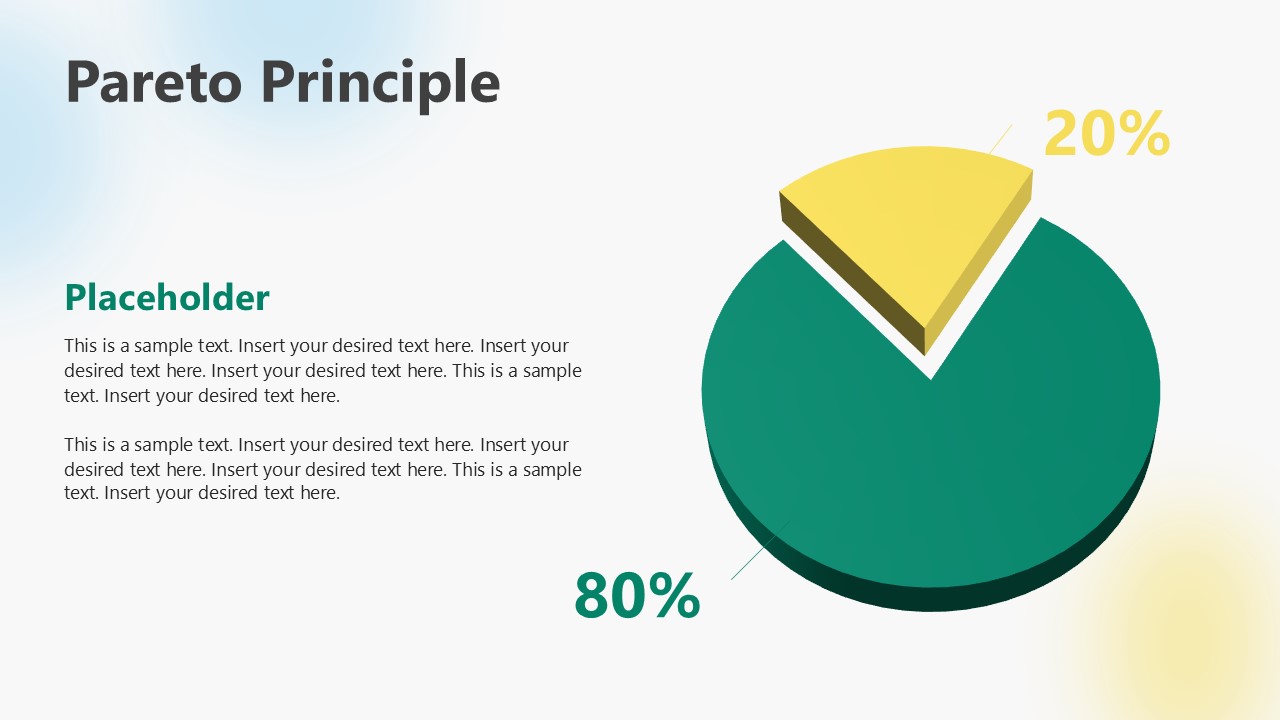 Pareto Principle
20%
Placeholder
This is a sample text. Insert your desired text here. Insert your
desired text here. Insert your desired text here. This is a sample
text. Insert your desired text here.
This is a sample text. Insert your desired text here. Insert your
desired text here. Insert your desired text here. This is a sample
text. Insert your desired text here.
80%